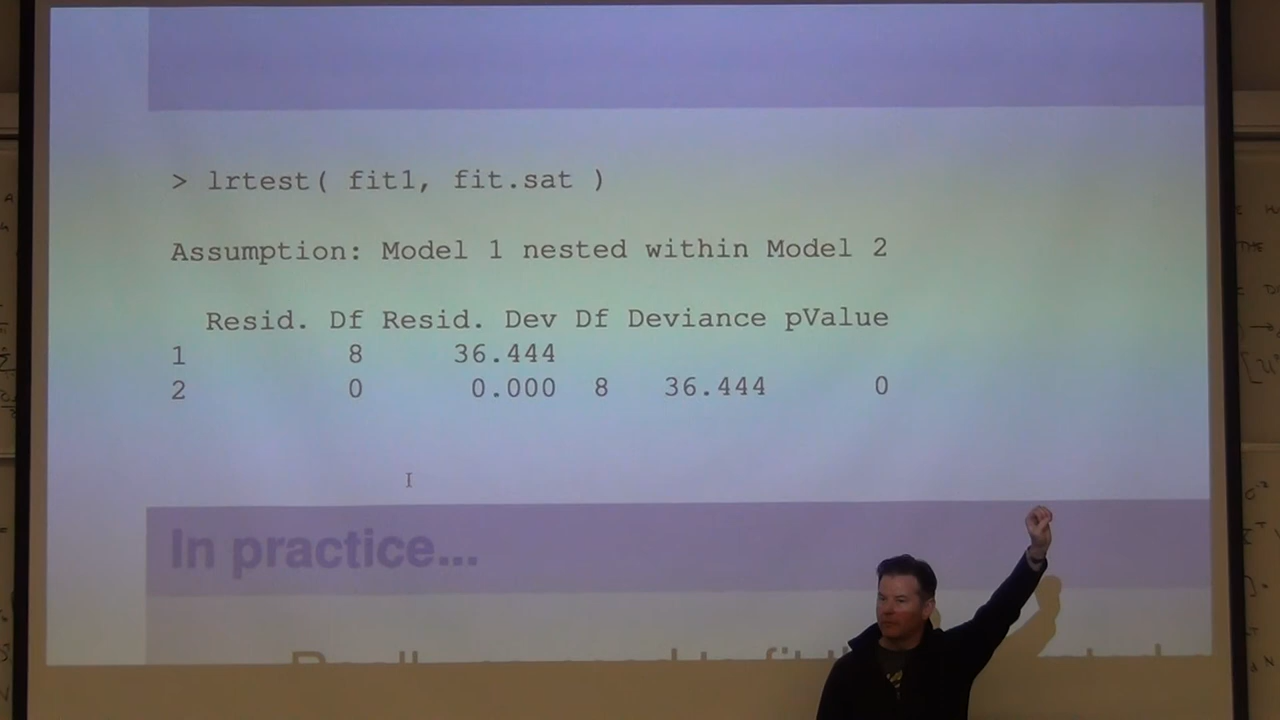 > lrtest( fit1, fit.sat )
Assumption: Model 1 nested within Model 2
Resid. Df Resid. Dev Df Deviance pValue
1 8 36.444
2 0 0.000 8 36.444 0
In practice...